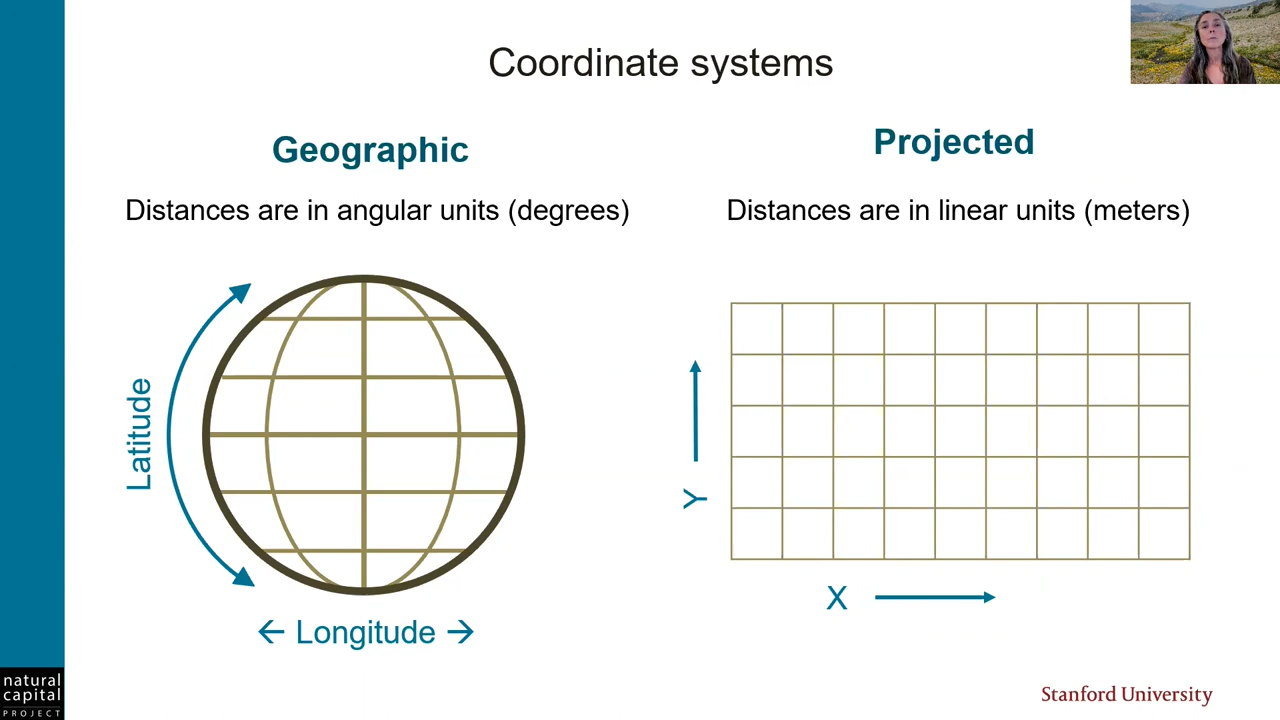 Coordinate systems
Geographic
Distances are in angular units (degrees)
Latitude
← Longitude →
Projected
Distances are in linear units (meters)
Y
X
natural
capital
PROJECT
Stanford University